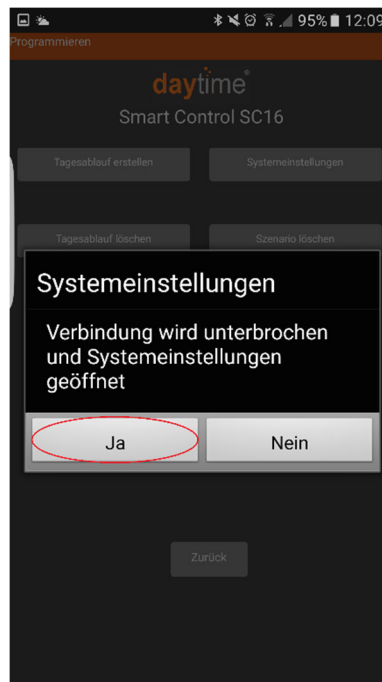 95% 12:09
Programmieren
daytime®
Smart Control SC16
Tagesablauf erstellen
Systemeinstellungen
Tagesablauf löschen
Szenario löschen
Systemeinstellungen
Verbindung wird unterbrochen
und Systemeinstellungen
geöffnet
Ja
Nein
Zurück